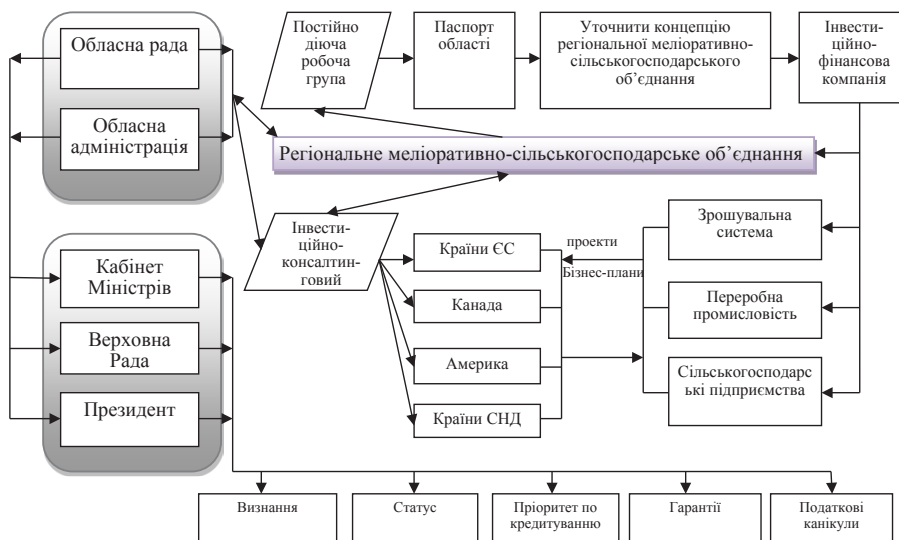 Обласна рада
Обласна
адміністрація
Постійно
діюча
робоча
група
Паспорт
області
Уточнити концепцію
регіональної меліоративно-
сільськогосподарського
об’єднання
Інвести-
ційно-
фінансова
компанія
Регіональне меліоративно-сільськогосподарське об’єднання
Інвести-
ційно-
консалтин-
говий
Країни ЄС
Канада
Америка
Країни СНД
проекти
Бізнес-плани
Зрошувальна
система
Переробна
промисловість
Сільськогосподарс
ькі підприємства
Кабінет
Міністрів
Верховна
Рада
Президент
Визнання
Статус
Пріоритет по
кредитуванню
Гарантії
Податкові
канікули